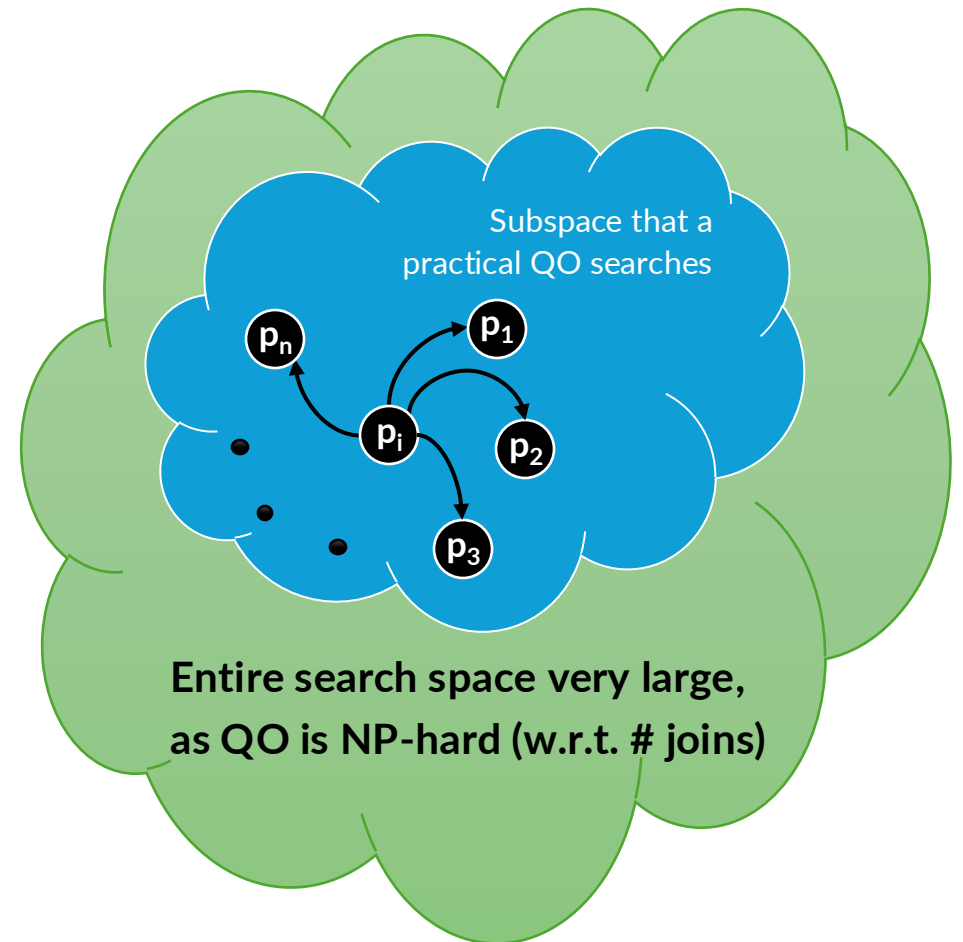 Subspace that a
practical QO searches
pₙ
p₁
pᵢ
p₂
p₃
Entire search space very large,
as QO is NP-hard (w.r.t. # joins)